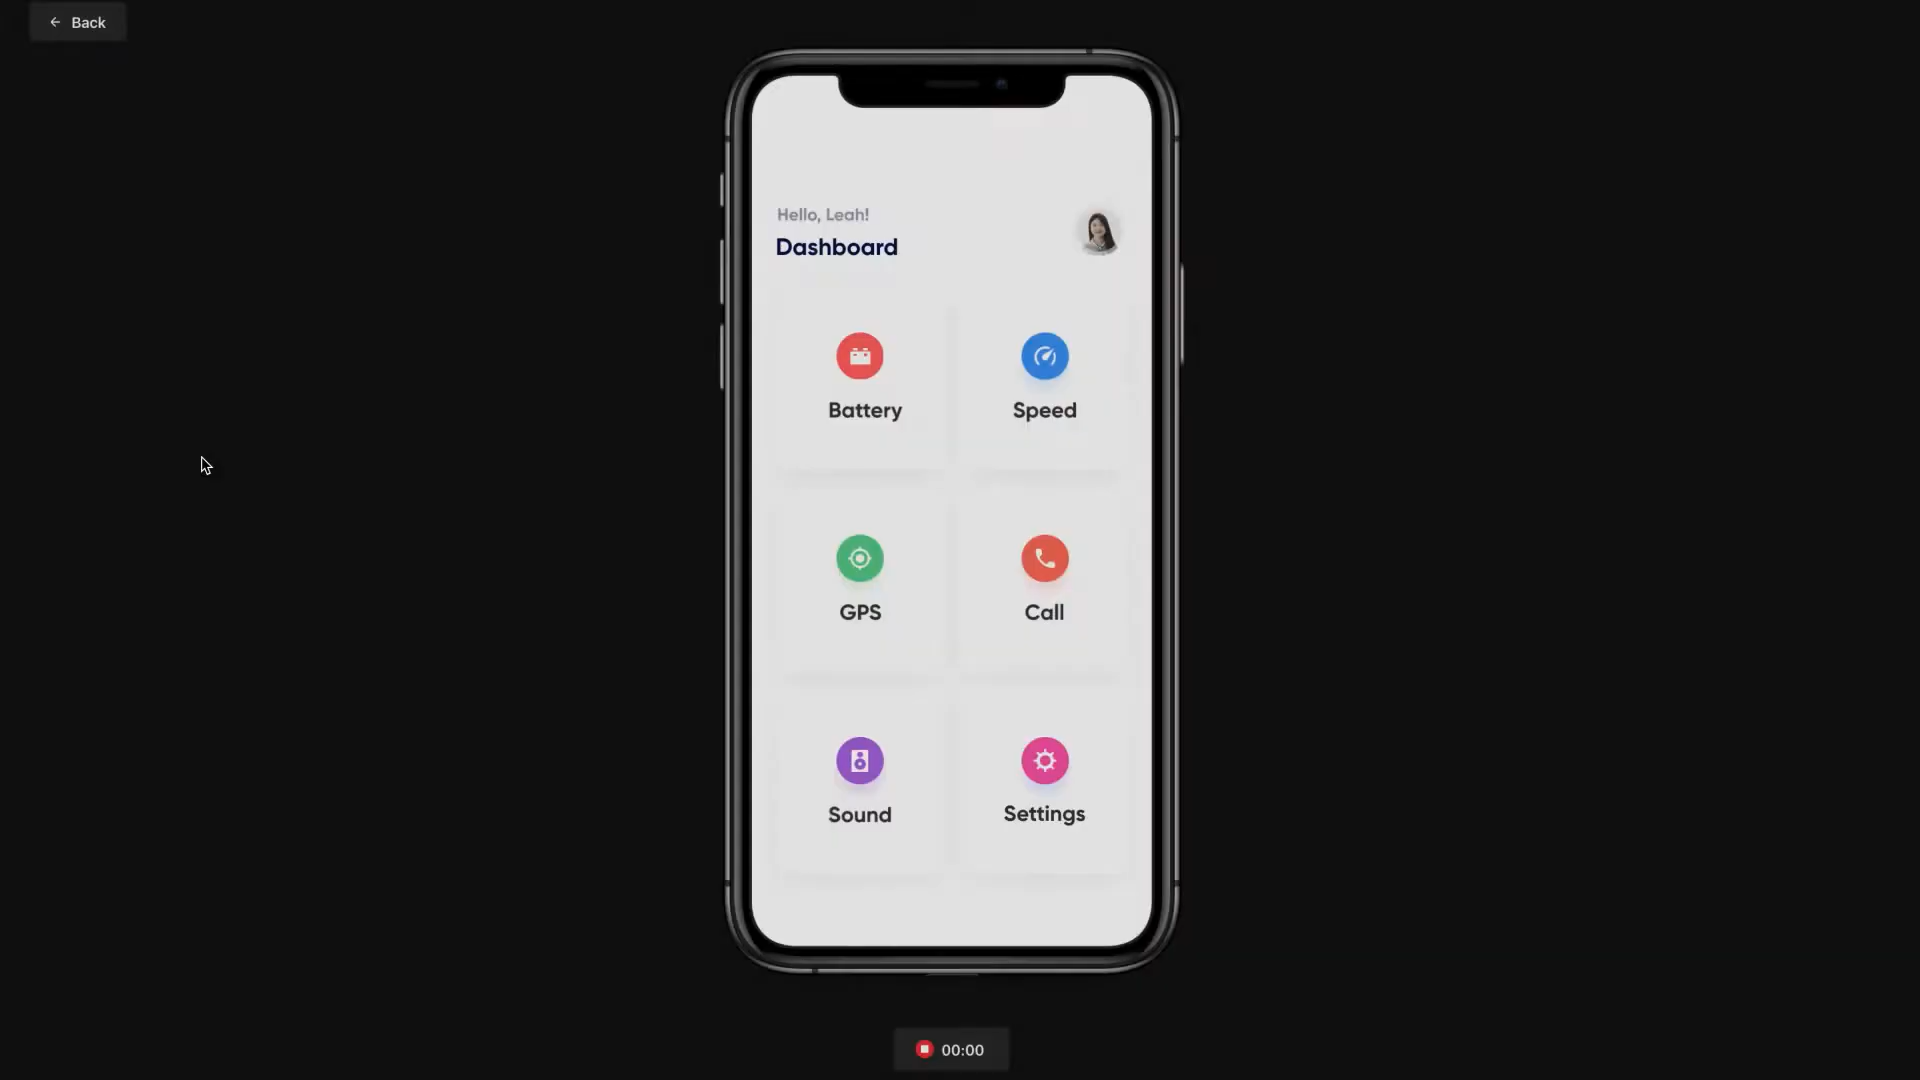 Back
Hello, Leah!
Dashboard
Battery
Speed
GPS
Call
Sound
Settings
00:00